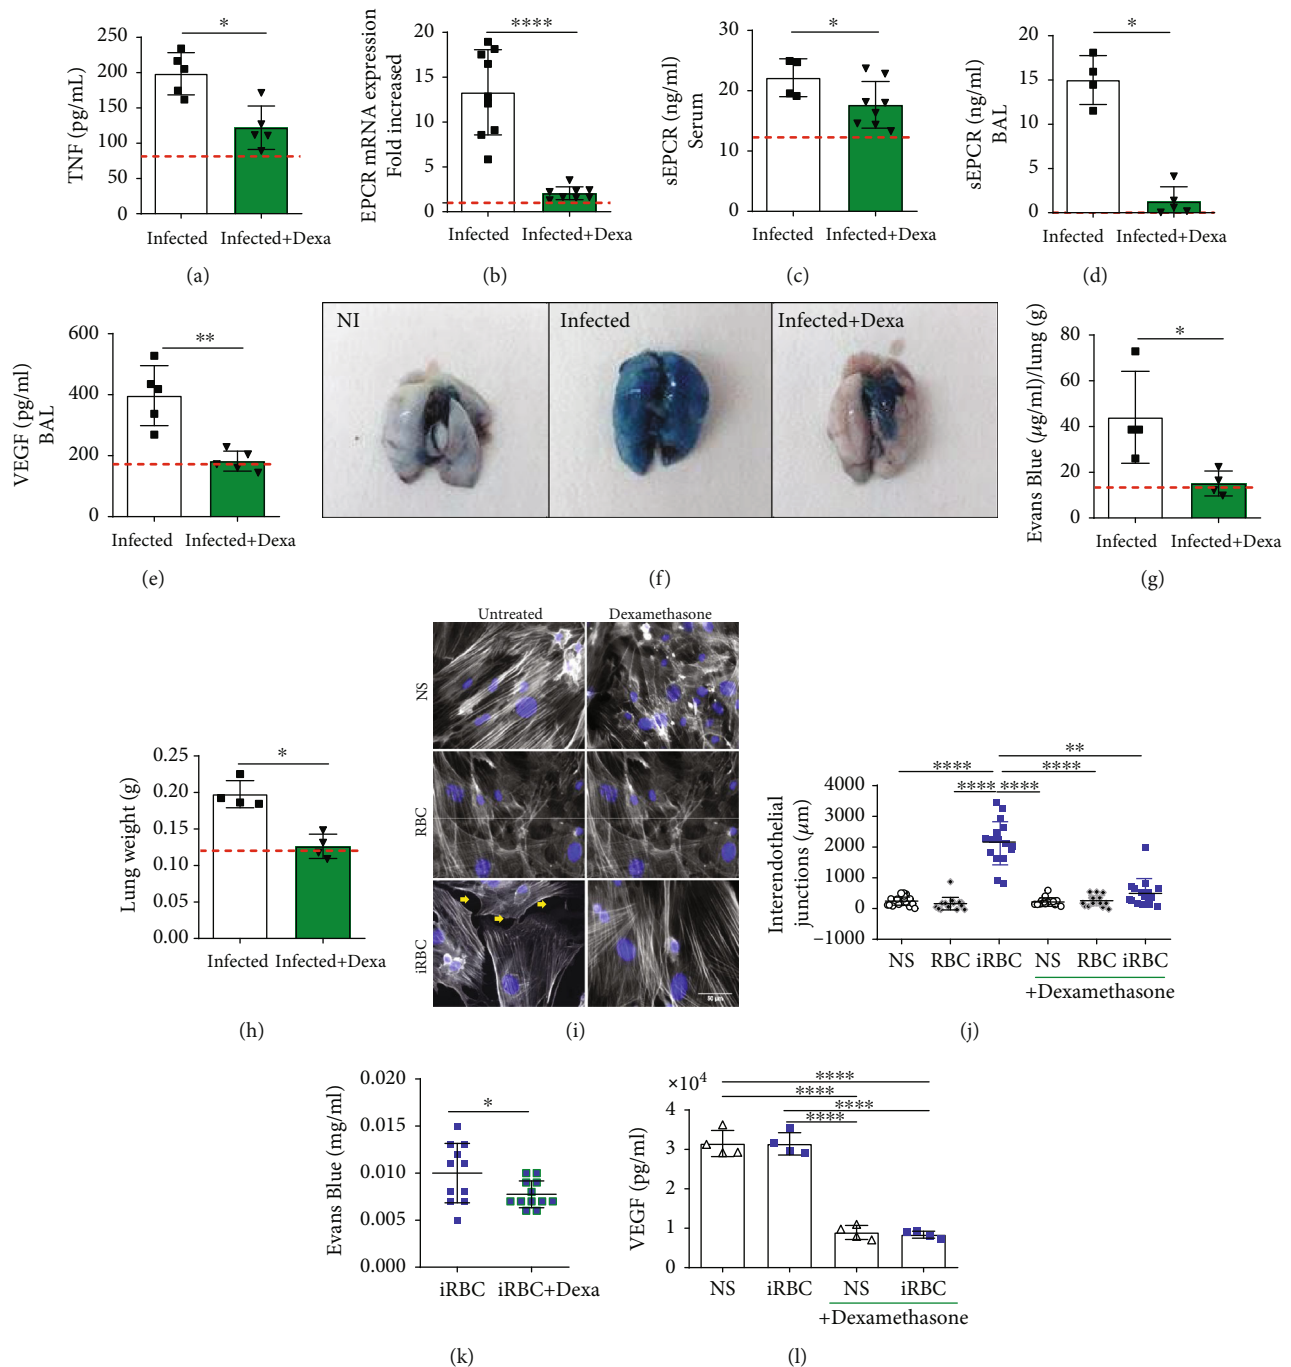 TNF (pg/mL)
250
200
150
100
50
0
*
Infected
Infected+Dexa
(a)
EPCR mRNA expression
Fold increased
20
15
10
5
0
****
Infected
Infected+Dexa
(b)
sEPCR (ng/ml)
Serum
30
20
10
0
*
Infected
Infected+Dexa
(c)
sEPCR (ng/ml)
BAL
20
15
10
5
0
*
Infected
Infected+Dexa
(d)
VEGF (pg/ml)
BAL
600
400
200
0
**
Infected
Infected+Dexa
(e)
NI
Infected
Infected+Dexa
(f)
Evans Blue (μg/ml)/lung (g)
80
60
40
20
0
*
Infected
Infected+Dexa
(g)
Lung weight (g)
0.25
0.20
0.15
0.10
0.05
0.00
*
Infected
Infected+Dexa
(h)
Untreated
Dexamethasone
NS
RBC
iRBC
50 μm
(i)
Interendothelial
junctions (μm)
4000
3000
2000
1000
0
−1000
**
**** ****
**** ****
NS RBC iRBC NS RBC iRBC
+Dexamethasone
(j)
Evans Blue (mg/ml)
0.020
0.015
0.010
0.005
0.000
*
iRBC
iRBC+Dexa
(k)
VEGF (pg/ml)
×10⁴
4
3
2
1
0
****
****
****
****
NS iRBC NS iRBC
+Dexamethasone
(l)